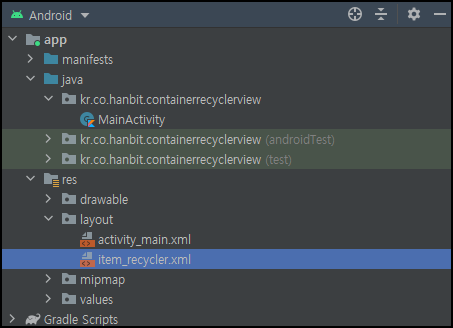 Android
app
manifests
java
kr.co.hanbit.containerrecyclerview
MainActivity
kr.co.hanbit.containerrecyclerview (androidTest)
kr.co.hanbit.containerrecyclerview (test)
res
drawable
layout
activity_main.xml
item_recycler.xml
mipmap
values
Gradle Scripts